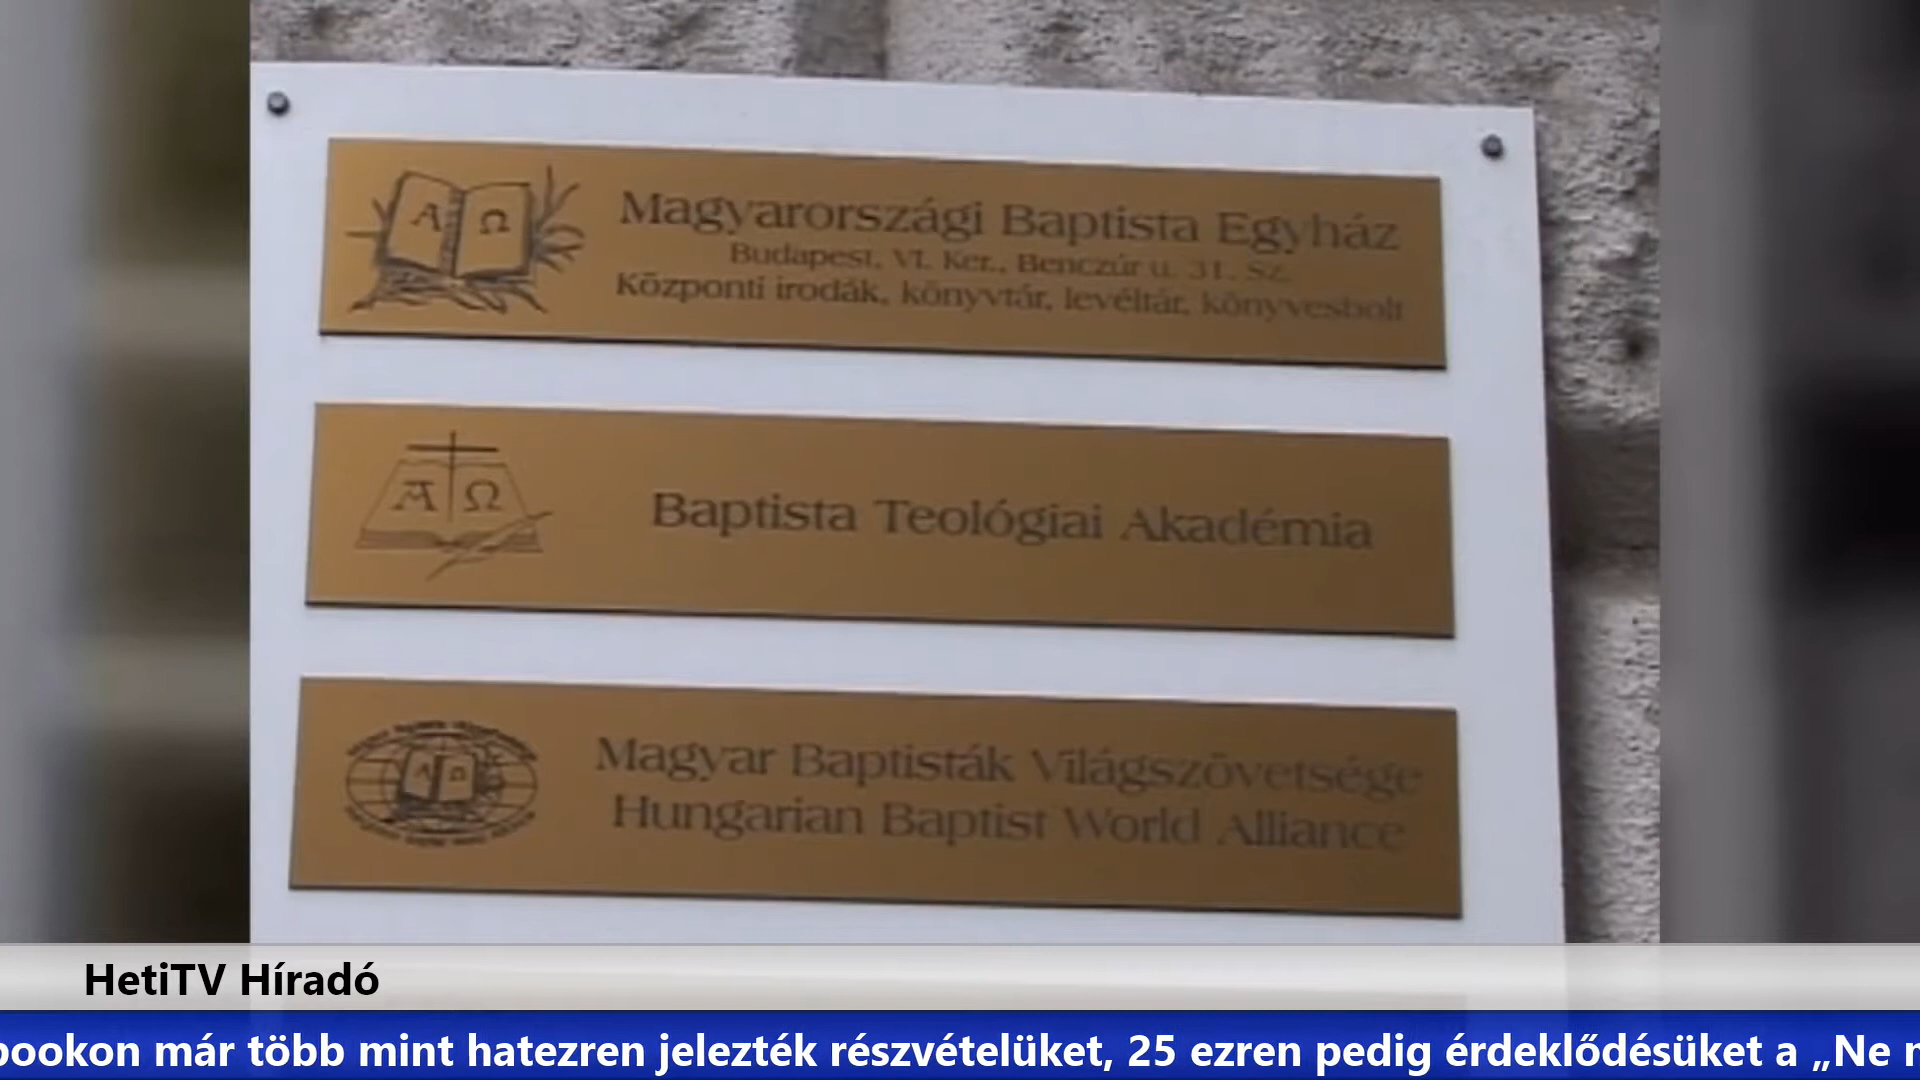 Α Ω
Magyarországi Baptista Egyház
Budapest, VI. Ker., Benczúr u. 31. Sz.
Központi irodák, könyvtár, levéltár, könyvesbolt
Α Ω
Baptista Teológiai Akadémia
Α Ω
Magyar Baptisták Világszövetsége
Hungarian Baptist World Alliance
HetiTV Híradó
ookon már több mint hatezren jelezték részvételüket, 25 ezren pedig érdeklődésüket a „Ne